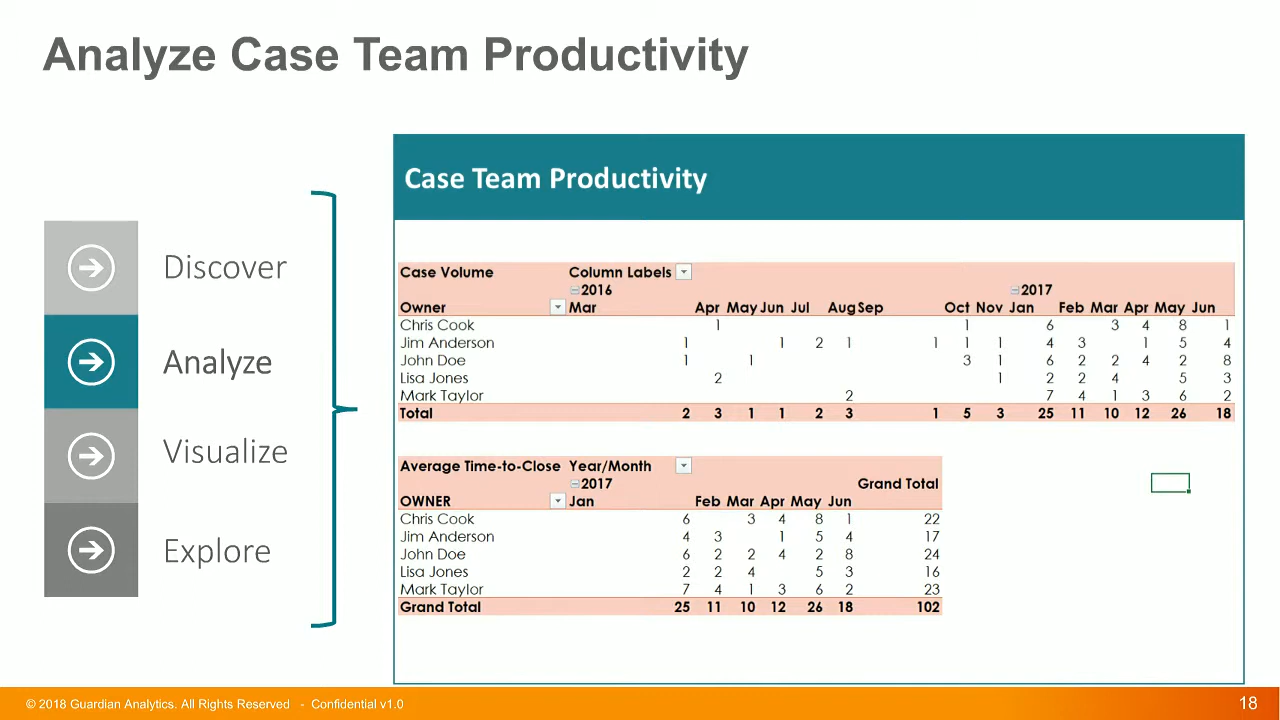 Analyze Case Team Productivity
Case Team Productivity
Discover
Analyze
Visualize
Explore
Case Volume Column Labels
2016 2017
Owner Mar Apr May Jun Jul Aug Sep Oct Nov Jan Feb Mar Apr May Jun
Chris Cook 1 1 6 3 4 8 1
Jim Anderson 1 1 2 1 1 1 1 4 3 1 5 4
John Doe 1 1 3 1 6 2 2 4 2 8
Lisa Jones 2 1 2 2 4 5 3
Mark Taylor 2 7 4 1 3 6 2
Total 2 3 1 1 2 3 1 5 3 25 11 10 12 26 18
Average Time-to-Close Year/Month
2017 Grand Total
OWNER Jan Feb Mar Apr May Jun
Chris Cook 6 3 4 8 1 22
Jim Anderson 4 3 1 5 4 17
John Doe 6 2 2 4 2 8 24
Lisa Jones 2 2 4 5 3 16
Mark Taylor 7 4 1 3 6 2 23
Grand Total 25 11 10 12 26 18 102
© 2018 Guardian Analytics. All Rights Reserved - Confidential v1.0
18